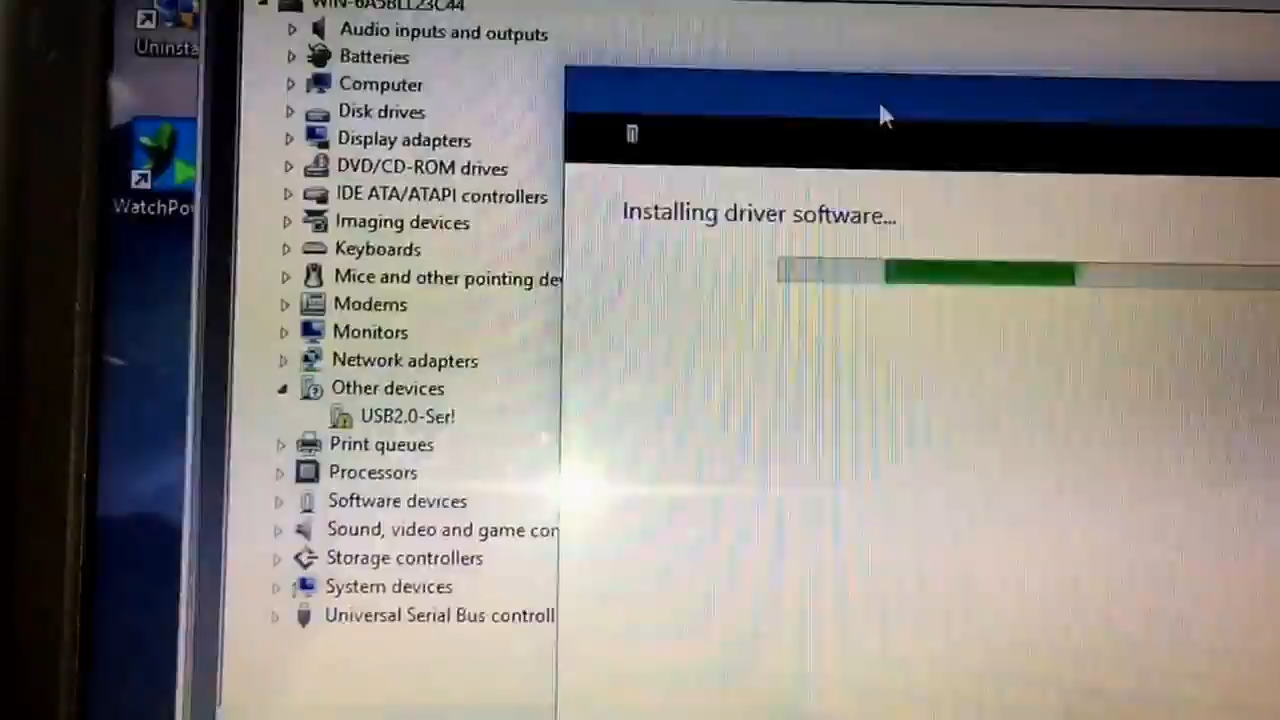 WIN-6A5BLL23C44
Uninsta
Audio inputs and outputs
Batteries
Computer
Disk drives
Display adapters
DVD/CD-ROM drives
IDE ATA/ATAPI controllers
WatchPo
Imaging devices
Keyboards
Mice and other pointing de
Modems
Monitors
Network adapters
Other devices
USB2.0-Ser!
Print queues
Processors
Software devices
Sound, video and game con
Storage controllers
System devices
Universal Serial Bus controll
Installing driver software...